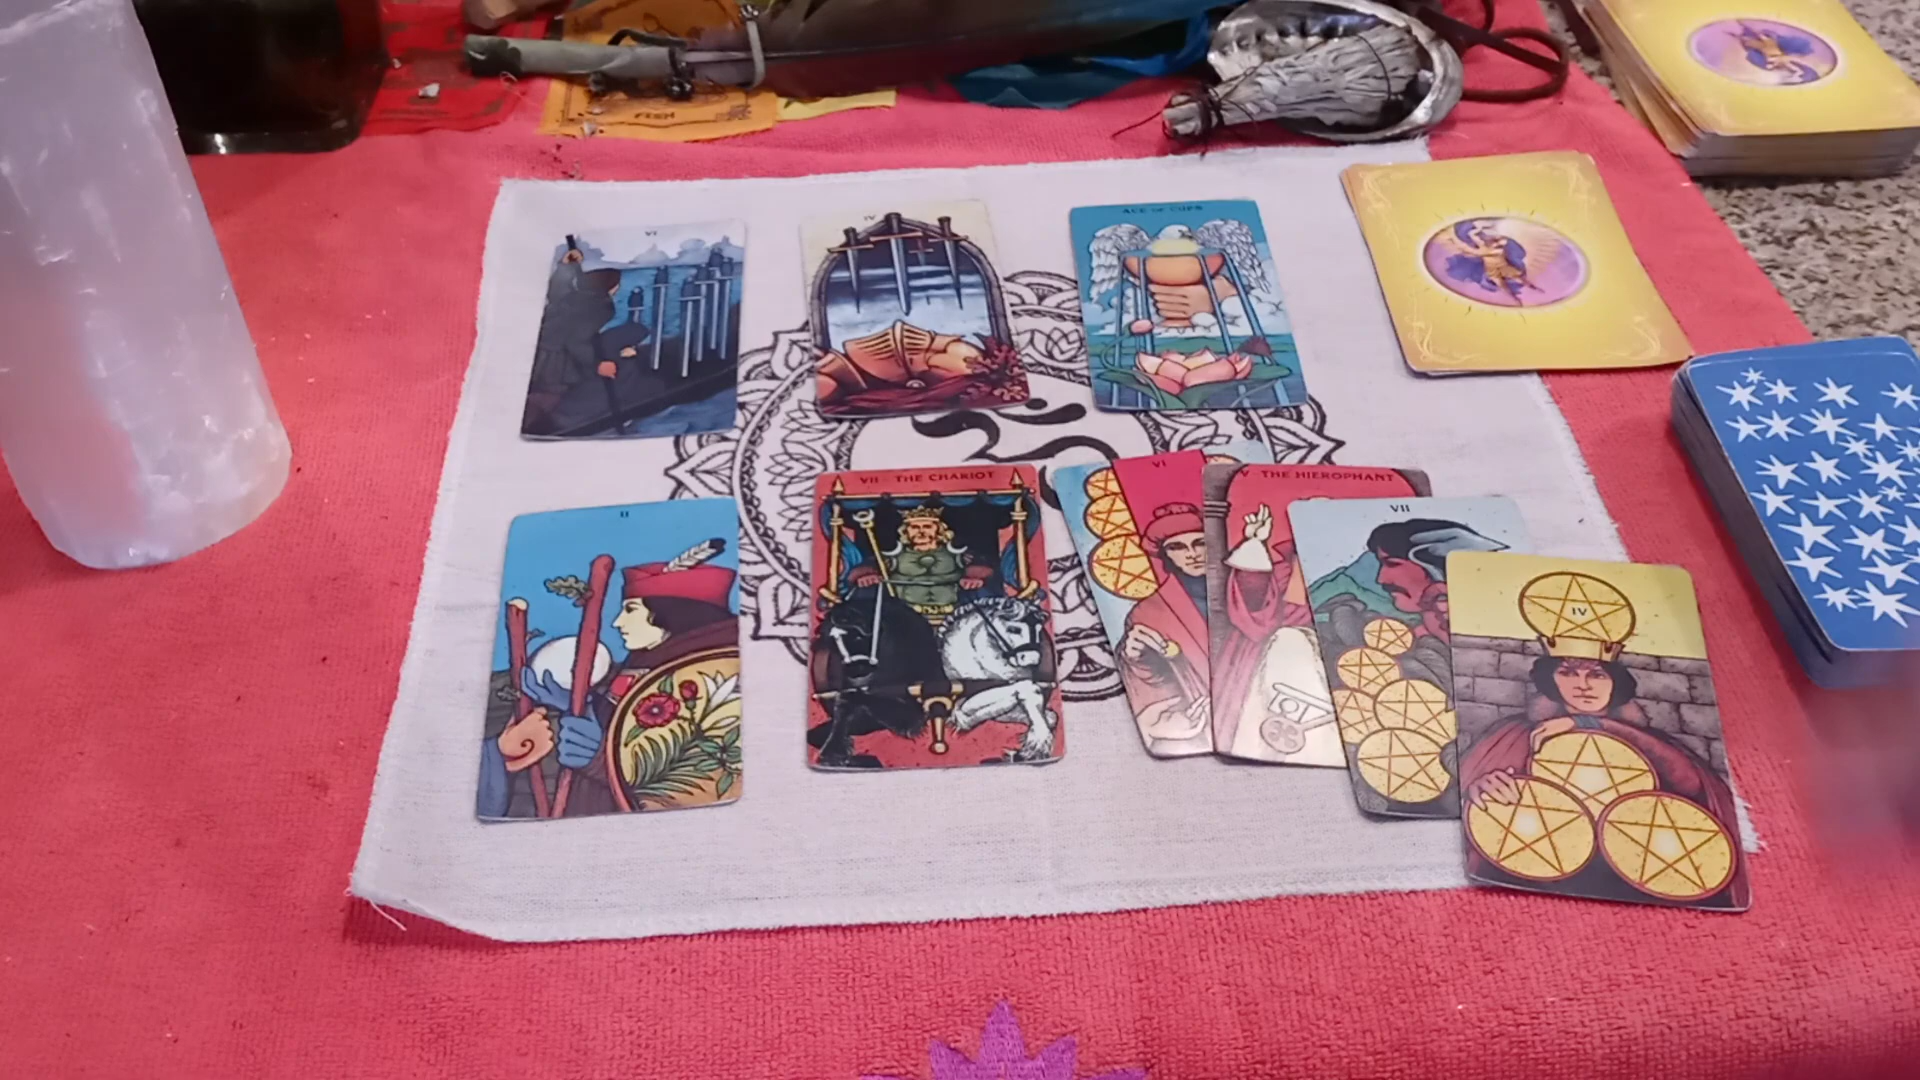 FISH
VI
IV
ACE OF CUPS
ॐ
II
VII · THE CHARIOT
VI
V · THE HIEROPHANT
VII
IV